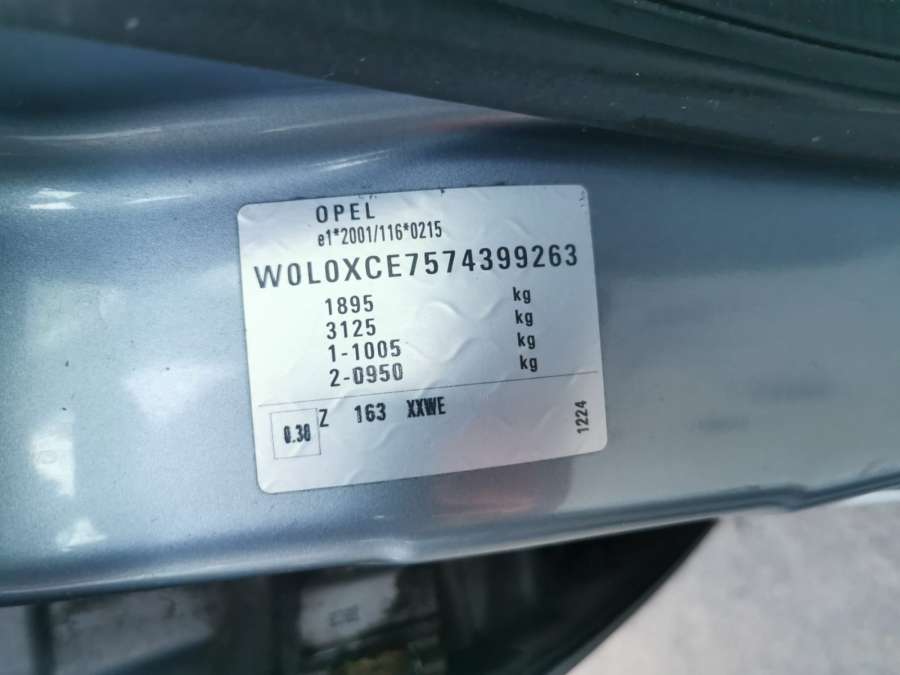 OPEL
e1*2001/116*0215
W0L0XCE7574399263
1895 kg
3125 kg
1-1005 kg
2-0950 kg
0.30 Z 163 XXWE
1224